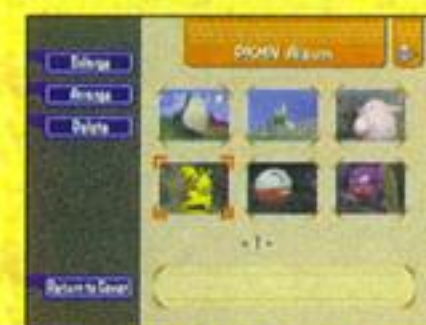 Enlarge
Arrange
Delete
PKMN Album
- 1 -
Return to Cover